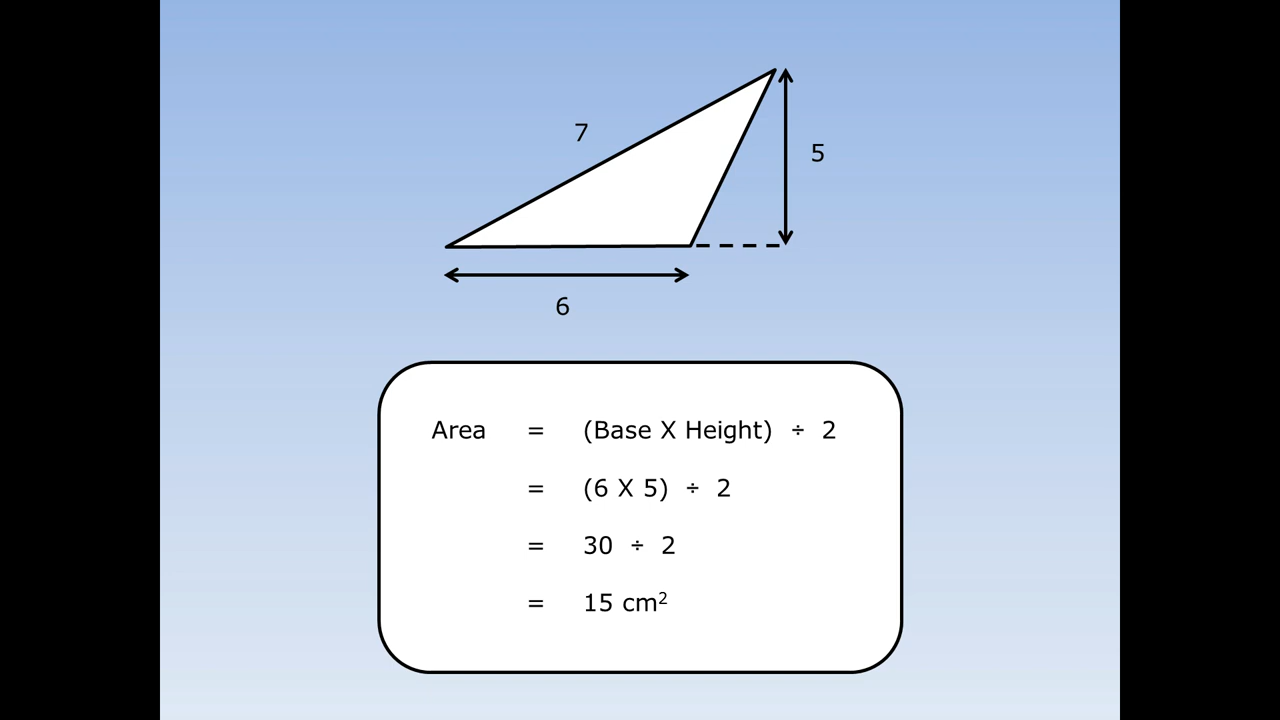 7
5
6
Area = (Base X Height) ÷ 2
= (6 X 5) ÷ 2
= 30 ÷ 2
= 15 cm²